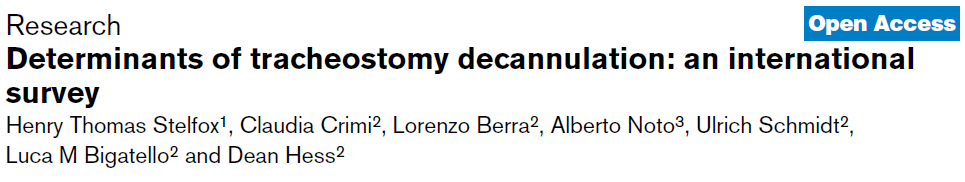 Research
Open Access
Determinants of tracheostomy decannulation: an international
survey
Henry Thomas Stelfox¹, Claudia Crimi², Lorenzo Berra², Alberto Noto³, Ulrich Schmidt²,
Luca M Bigatello² and Dean Hess²